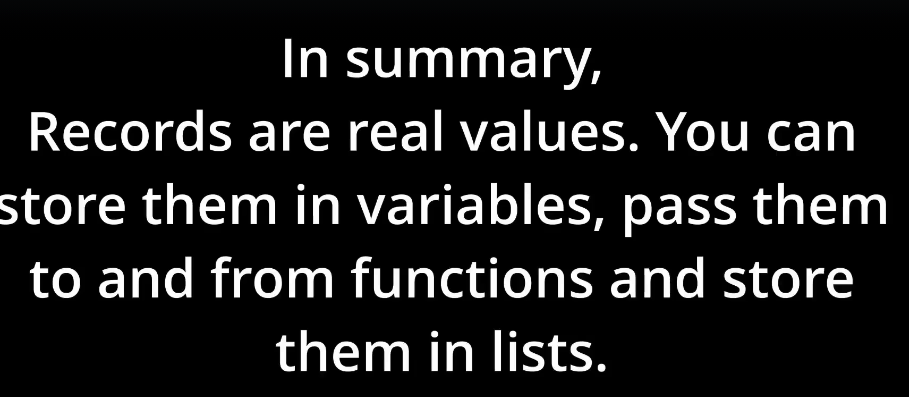 In summary,
Records are real values. You can
store them in variables, pass them
to and from functions and store
them in lists.